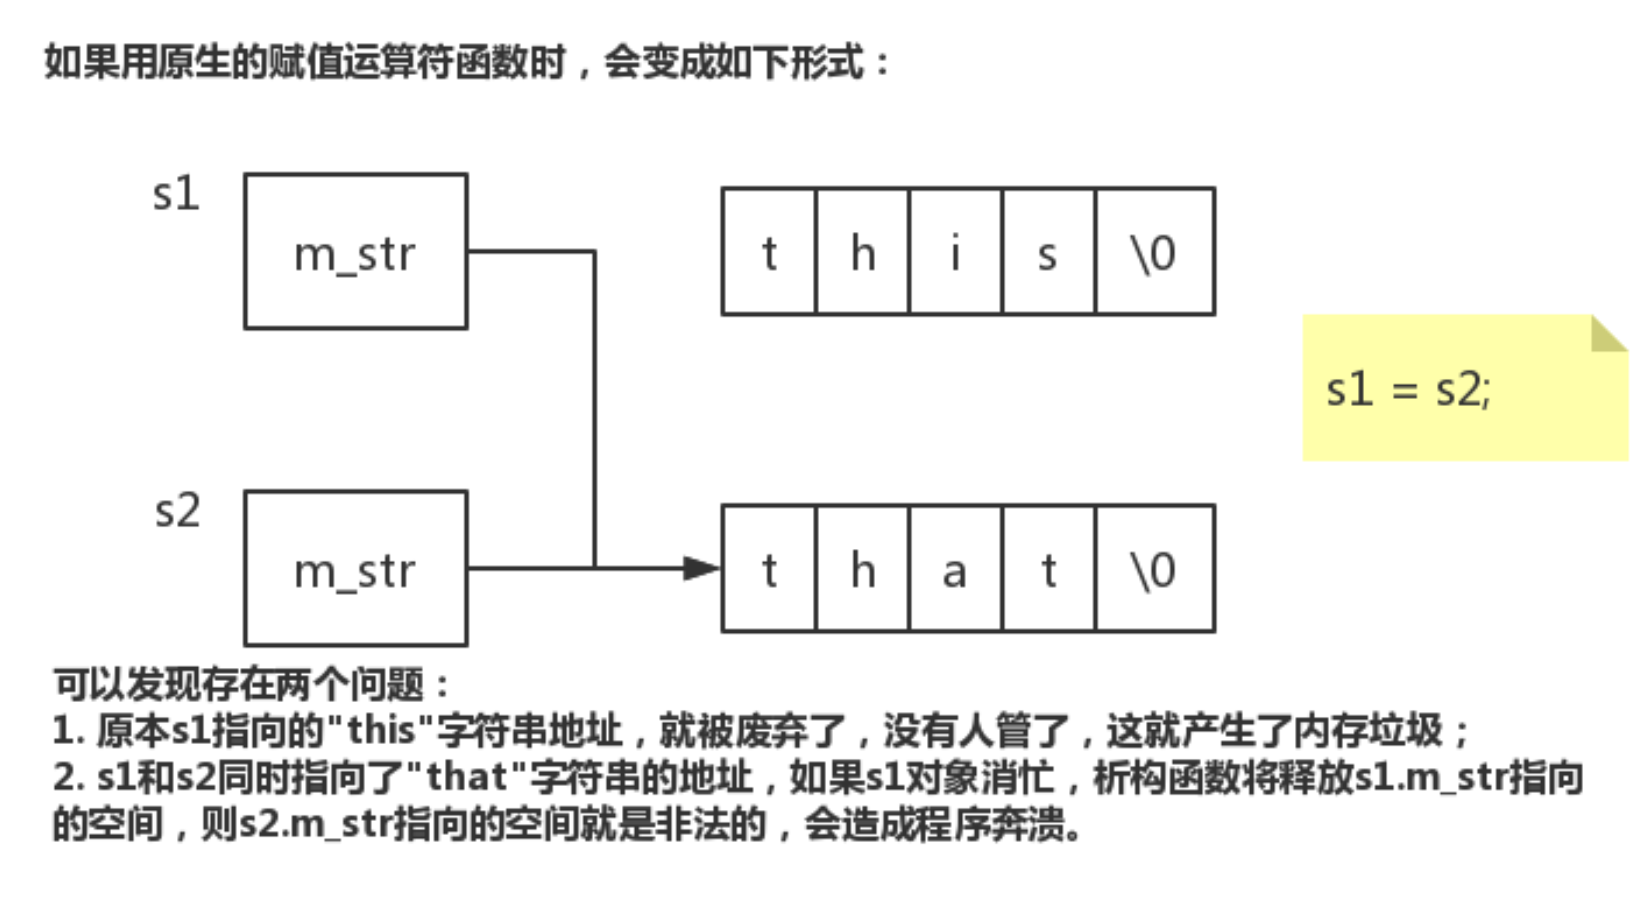 如果用原生的赋值运算符函数时，会变成如下形式：
s1
m_str
t h i s \0
s1 = s2;
s2
m_str
t h a t \0
可以发现存在两个问题：
1. 原本s1指向的"this"字符串地址，就被废弃了，没有人管了，这就产生了内存垃圾；
2. s1和s2同时指向了"that"字符串的地址，如果s1对象消忙，析构函数将释放s1.m_str指向
的空间，则s2.m_str指向的空间就是非法的，会造成程序奔溃。